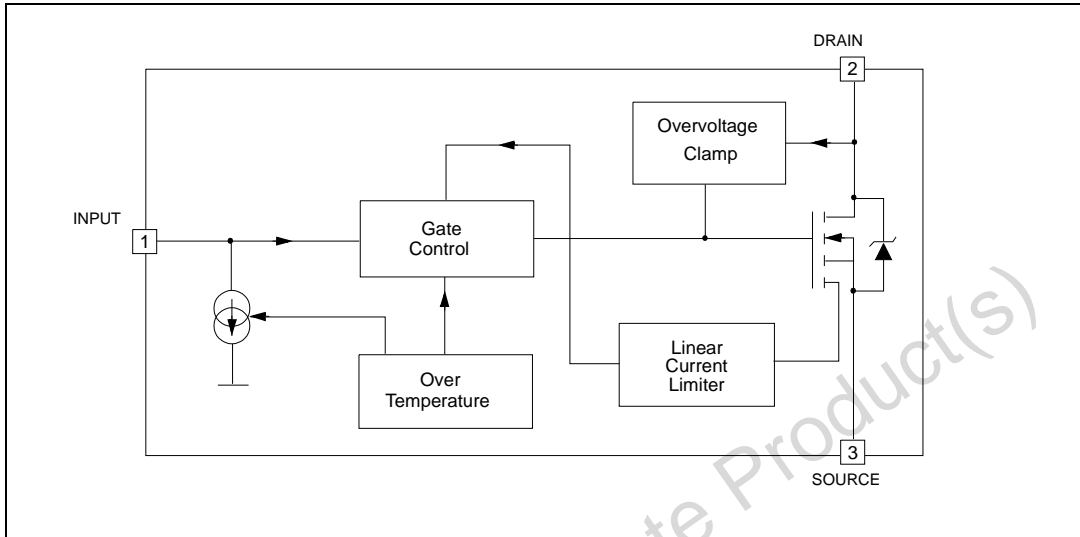 DRAIN
2
Overvoltage
Clamp
INPUT
1
Gate
Control
Linear
Current
Limiter
Over
Temperature
3
SOURCE
te Product(s)